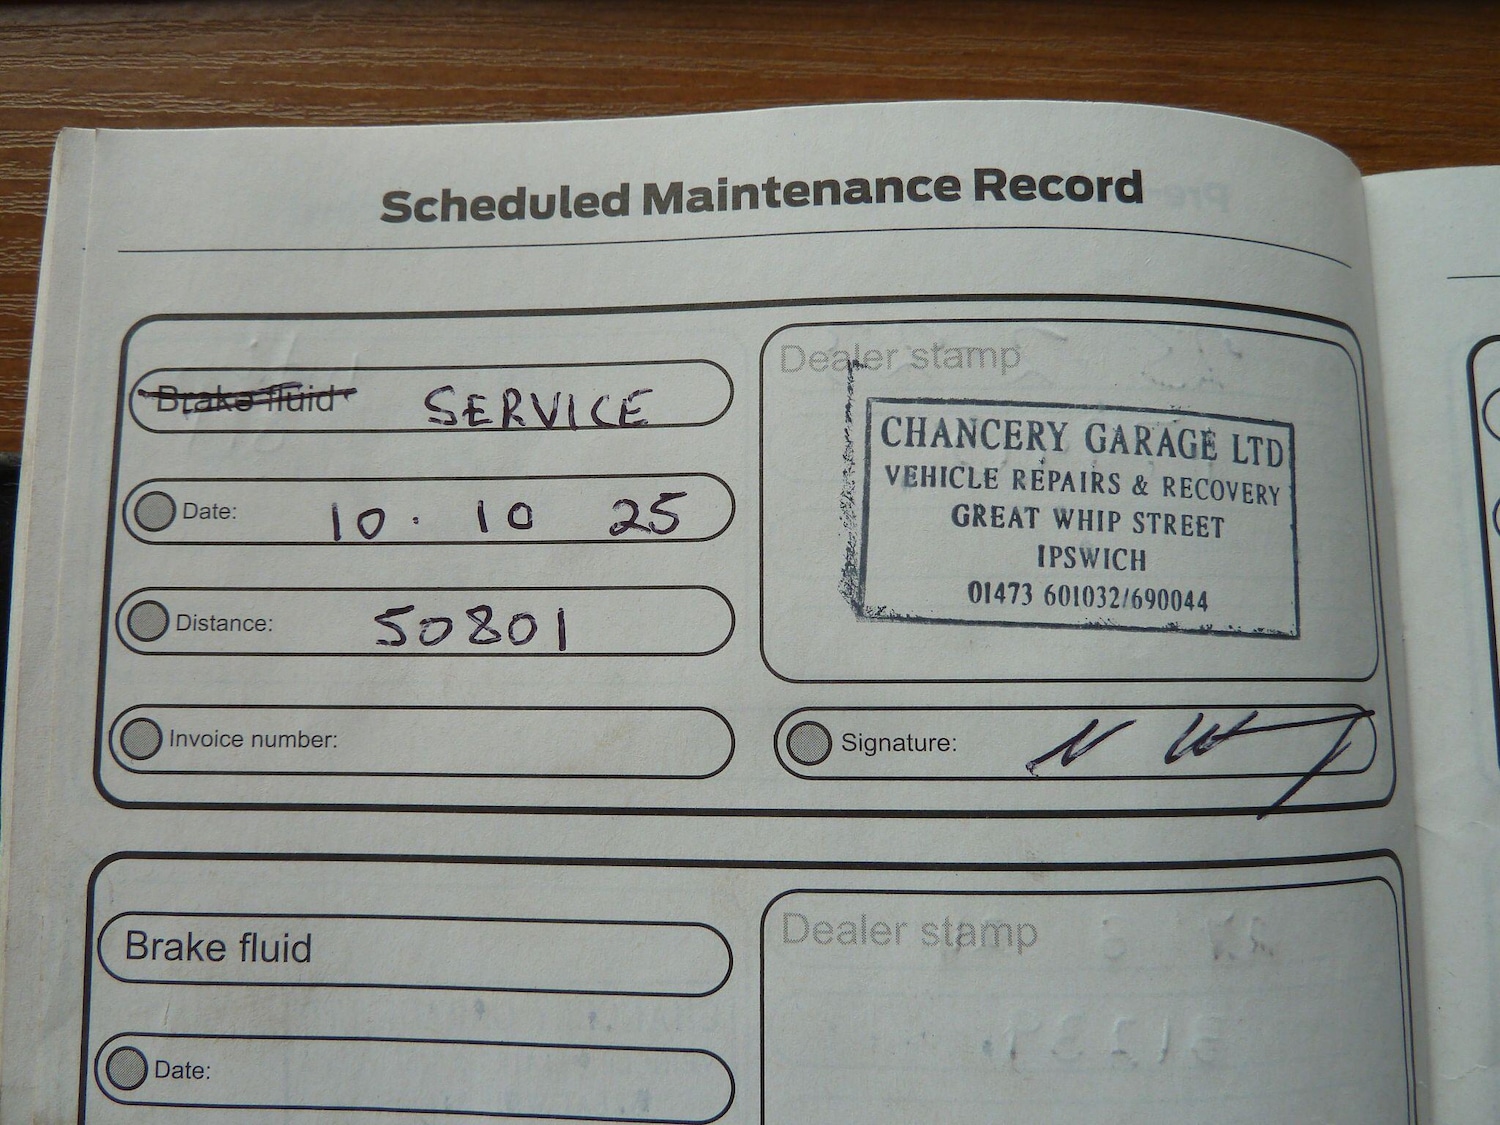 Scheduled Maintenance Record
Brake fluid SERVICE
Date: 10 . 10 25
Distance: 50801
Invoice number:
Dealer stamp
CHANCERY GARAGE LTD
VEHICLE REPAIRS & RECOVERY
GREAT WHIP STREET
IPSWICH
01473 601032/690044
Signature:
Brake fluid
Date:
Dealer stamp